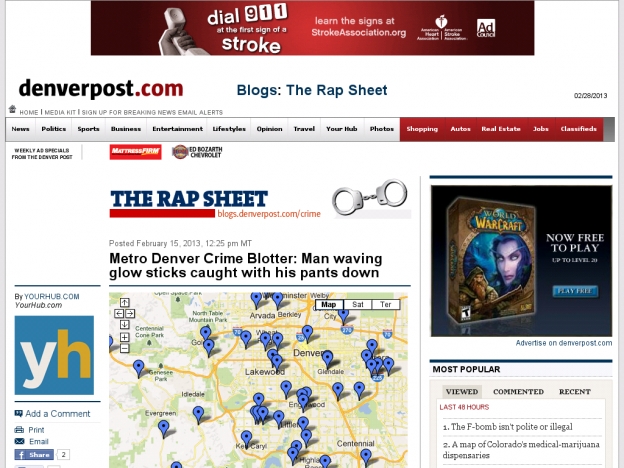 dial 911
at the first sign of a
stroke
learn the signs at
StrokeAssociation.org
American Heart Association
American Stroke Association
Ad Council
denverpost.com
Blogs: The Rap Sheet
02/28/2013
HOME | MEDIA KIT | SIGN UP FOR BREAKING NEWS EMAIL ALERTS
News Politics Sports Business Entertainment Lifestyles Opinion Travel Your Hub Photos Shopping Autos Real Estate Jobs Classifieds
WEEKLY AD SPECIALS
FROM THE DENVER POST
MATTRESS FIRM
ED BOZARTH
CHEVROLET
THE RAP SHEET
blogs.denverpost.com/crime
Posted February 15, 2013, 12:25 pm MT
Metro Denver Crime Blotter: Man waving
glow sticks caught with his pants down
By YOURHUB.COM
YourHub.com
yh
Add a Comment
Print
Email
Share 2
Map Sat Ter
Open Space Park
Westminster
Welby
Arvada
Berkley
North Table
Mountain Park
Centennial
Cone Park
Denver
Lakewood
Glendale
Genesee
Park
Idledale
Evergreen
Englewood
Ken Caryl
Centennial
Highlands
WORLD
OF
WARCRAFT
NOW FREE
TO PLAY
UP TO LEVEL 20
PLAY FREE
Advertise on denverpost.com
MOST POPULAR
VIEWED COMMENTED RECENT
LAST 48 HOURS
1. The F-bomb isn't polite or illegal
2. A map of Colorado's medical-marijuana
dispensaries